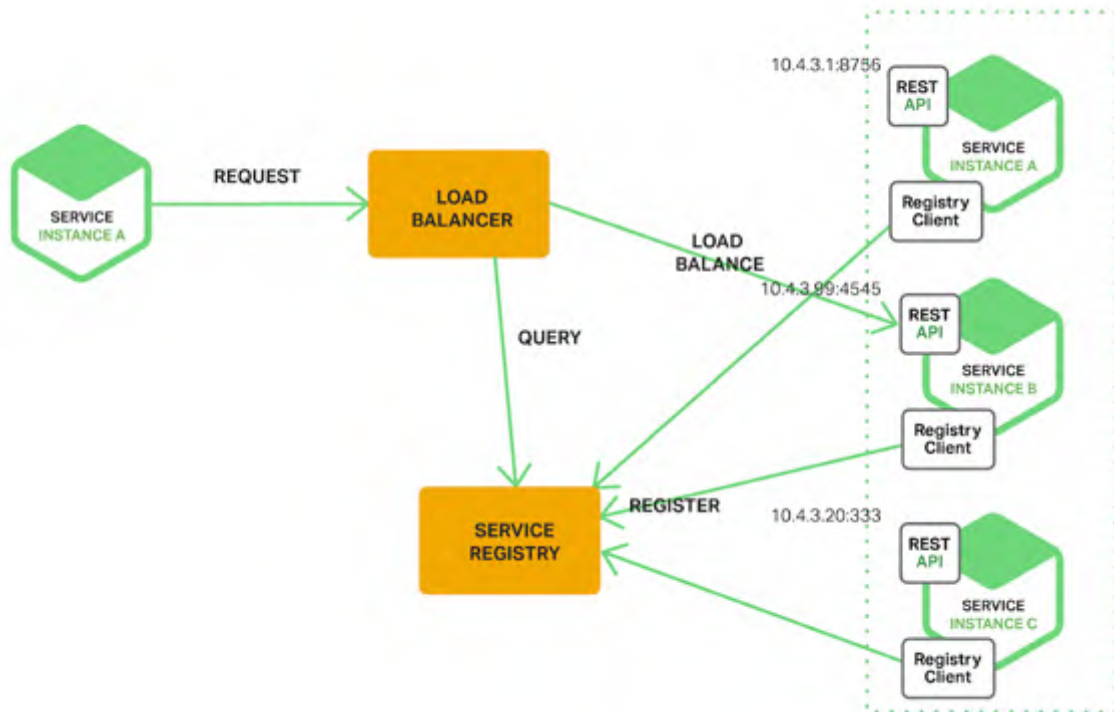 10.4.3.1:8756
REST
API
SERVICE
INSTANCE A
Registry
Client
SERVICE
INSTANCE A
REQUEST
LOAD
BALANCER
LOAD
BALANCE
10.4.3.99:4545
REST
API
SERVICE
INSTANCE B
Registry
Client
QUERY
SERVICE
REGISTRY
REGISTER
10.4.3.20:333
REST
API
SERVICE
INSTANCE C
Registry
Client